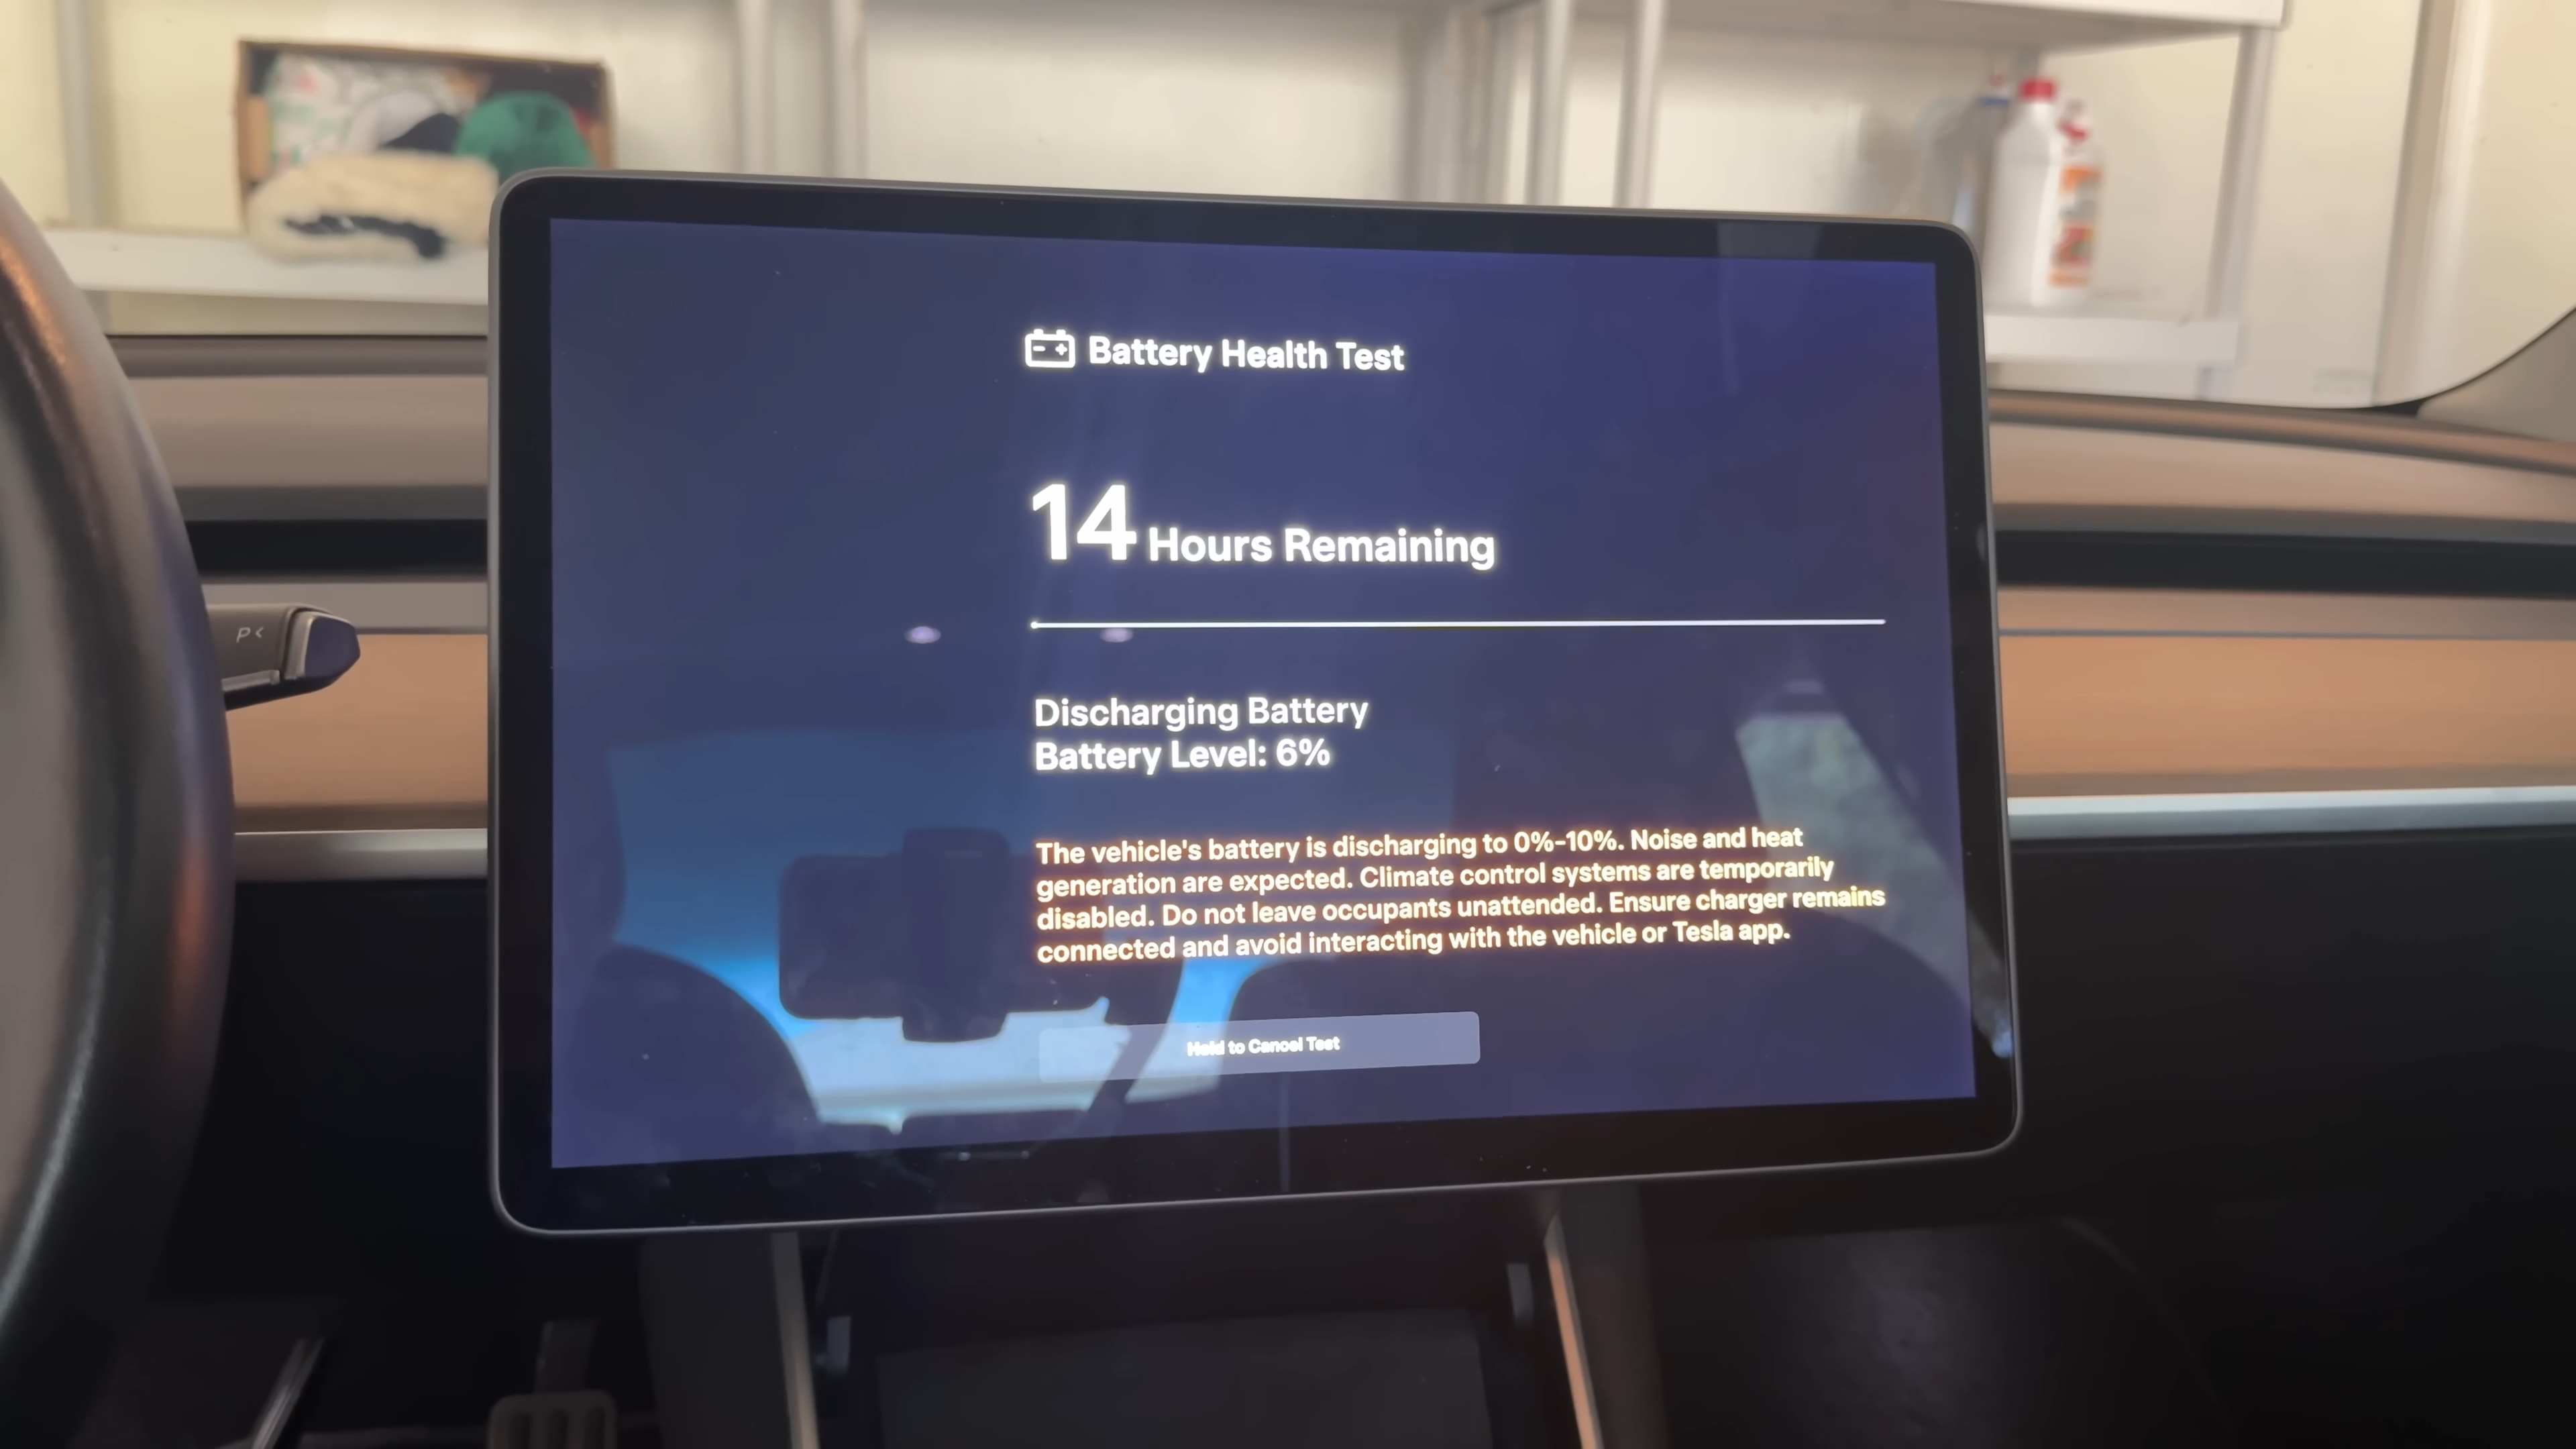 Battery Health Test
14 Hours Remaining
P<
Discharging Battery
Battery Level: 6%
The vehicle's battery is discharging to 0%-10%. Noise and heat
generation are expected. Climate control systems are temporarily
disabled. Do not leave occupants unattended. Ensure charger remains
connected and avoid interacting with the vehicle or Tesla app.
Hold to Cancel Test